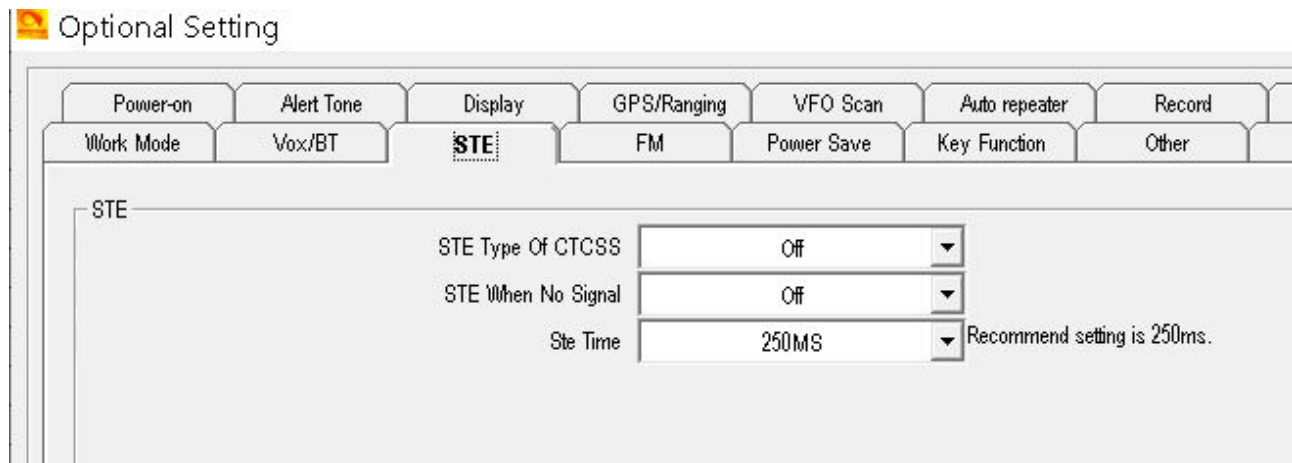 Optional Setting
Power-on Alert Tone Display GPS/Ranging VFO Scan Auto repeater Record
Work Mode Vox/BT STE FM Power Save Key Function Other
STE
STE Type Of CTCSS Off
STE When No Signal Off
Ste Time 250MS Recommend setting is 250ms.